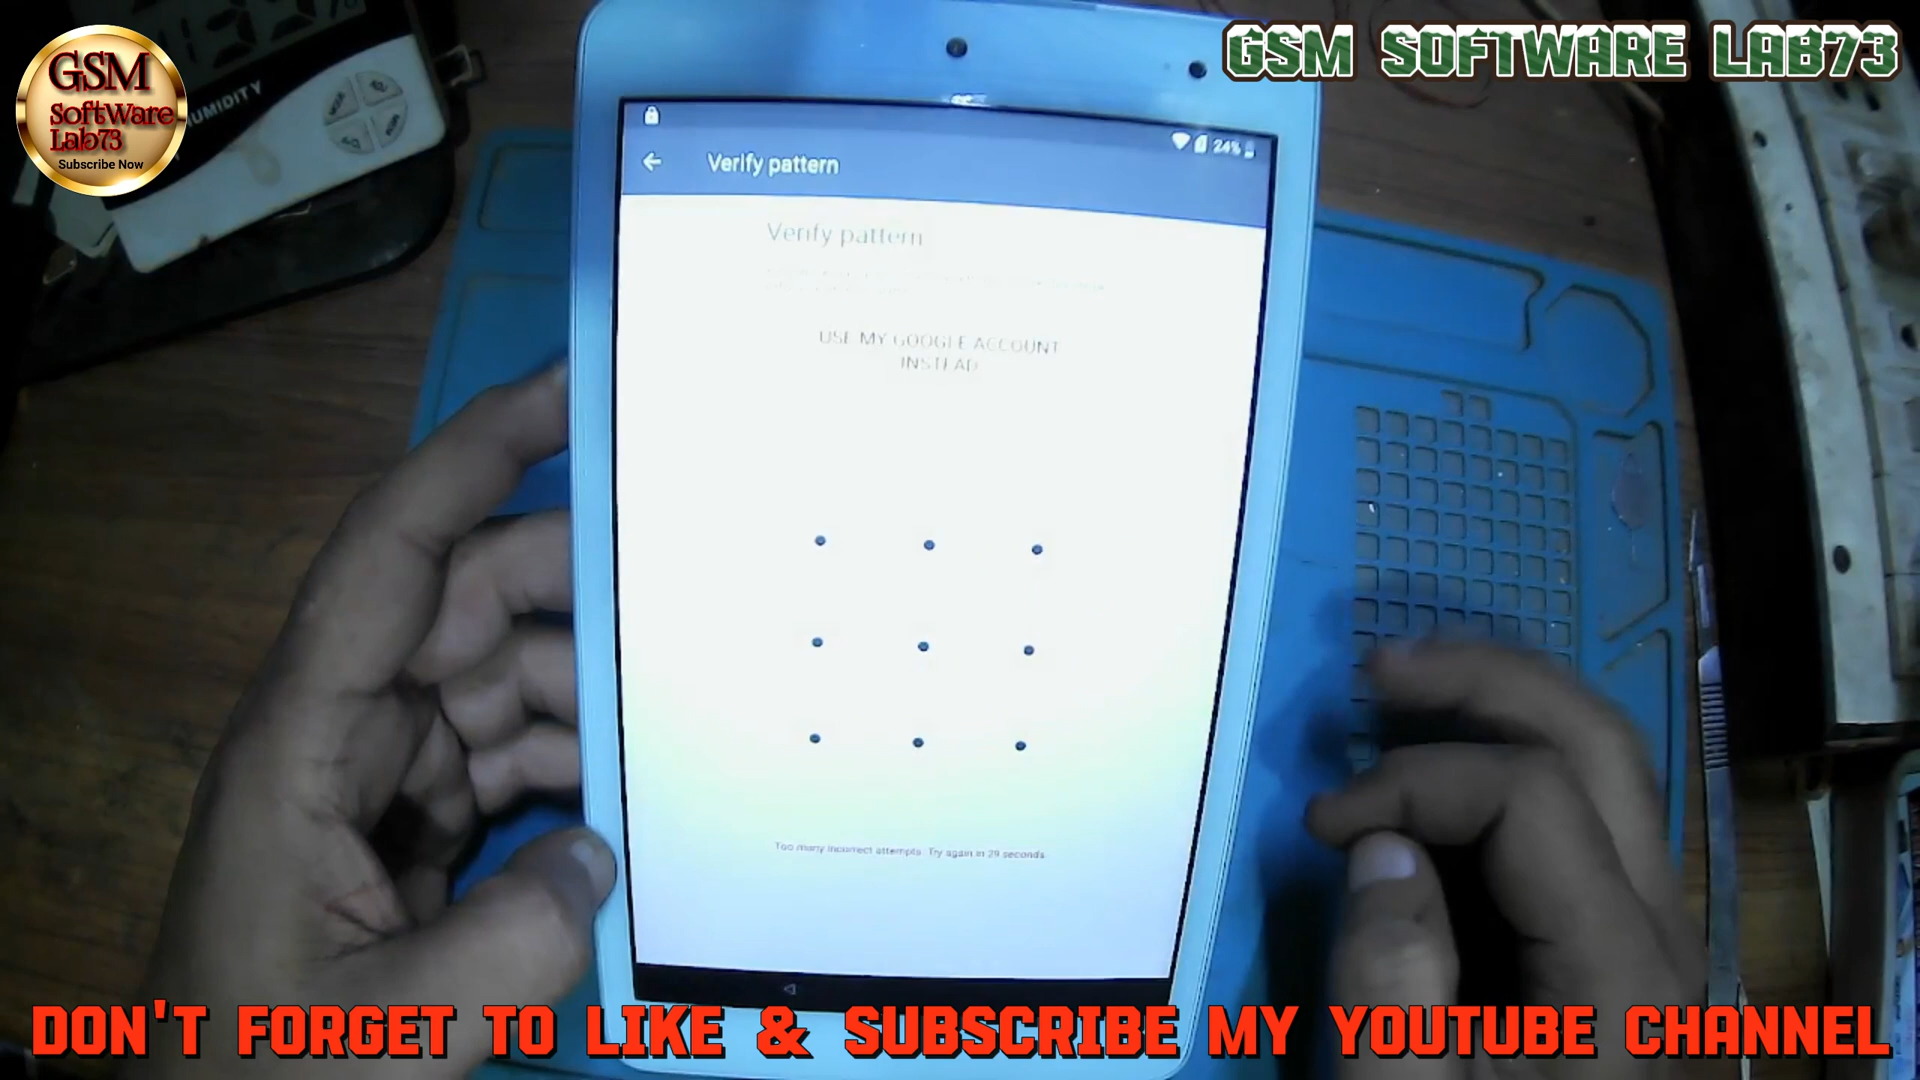 GSM
SoftWare
Lab73
Subscribe Now
UMIDITY
GSM SOFTWARE LAB73
24%
Verify pattern
Verify pattern
USE MY GOOGLE ACCOUNT
INSTEAD
Too many incorrect attempts. Try again in 29 seconds.
DON'T FORGET TO LIKE & SUBSCRIBE MY YOUTUBE CHANNEL